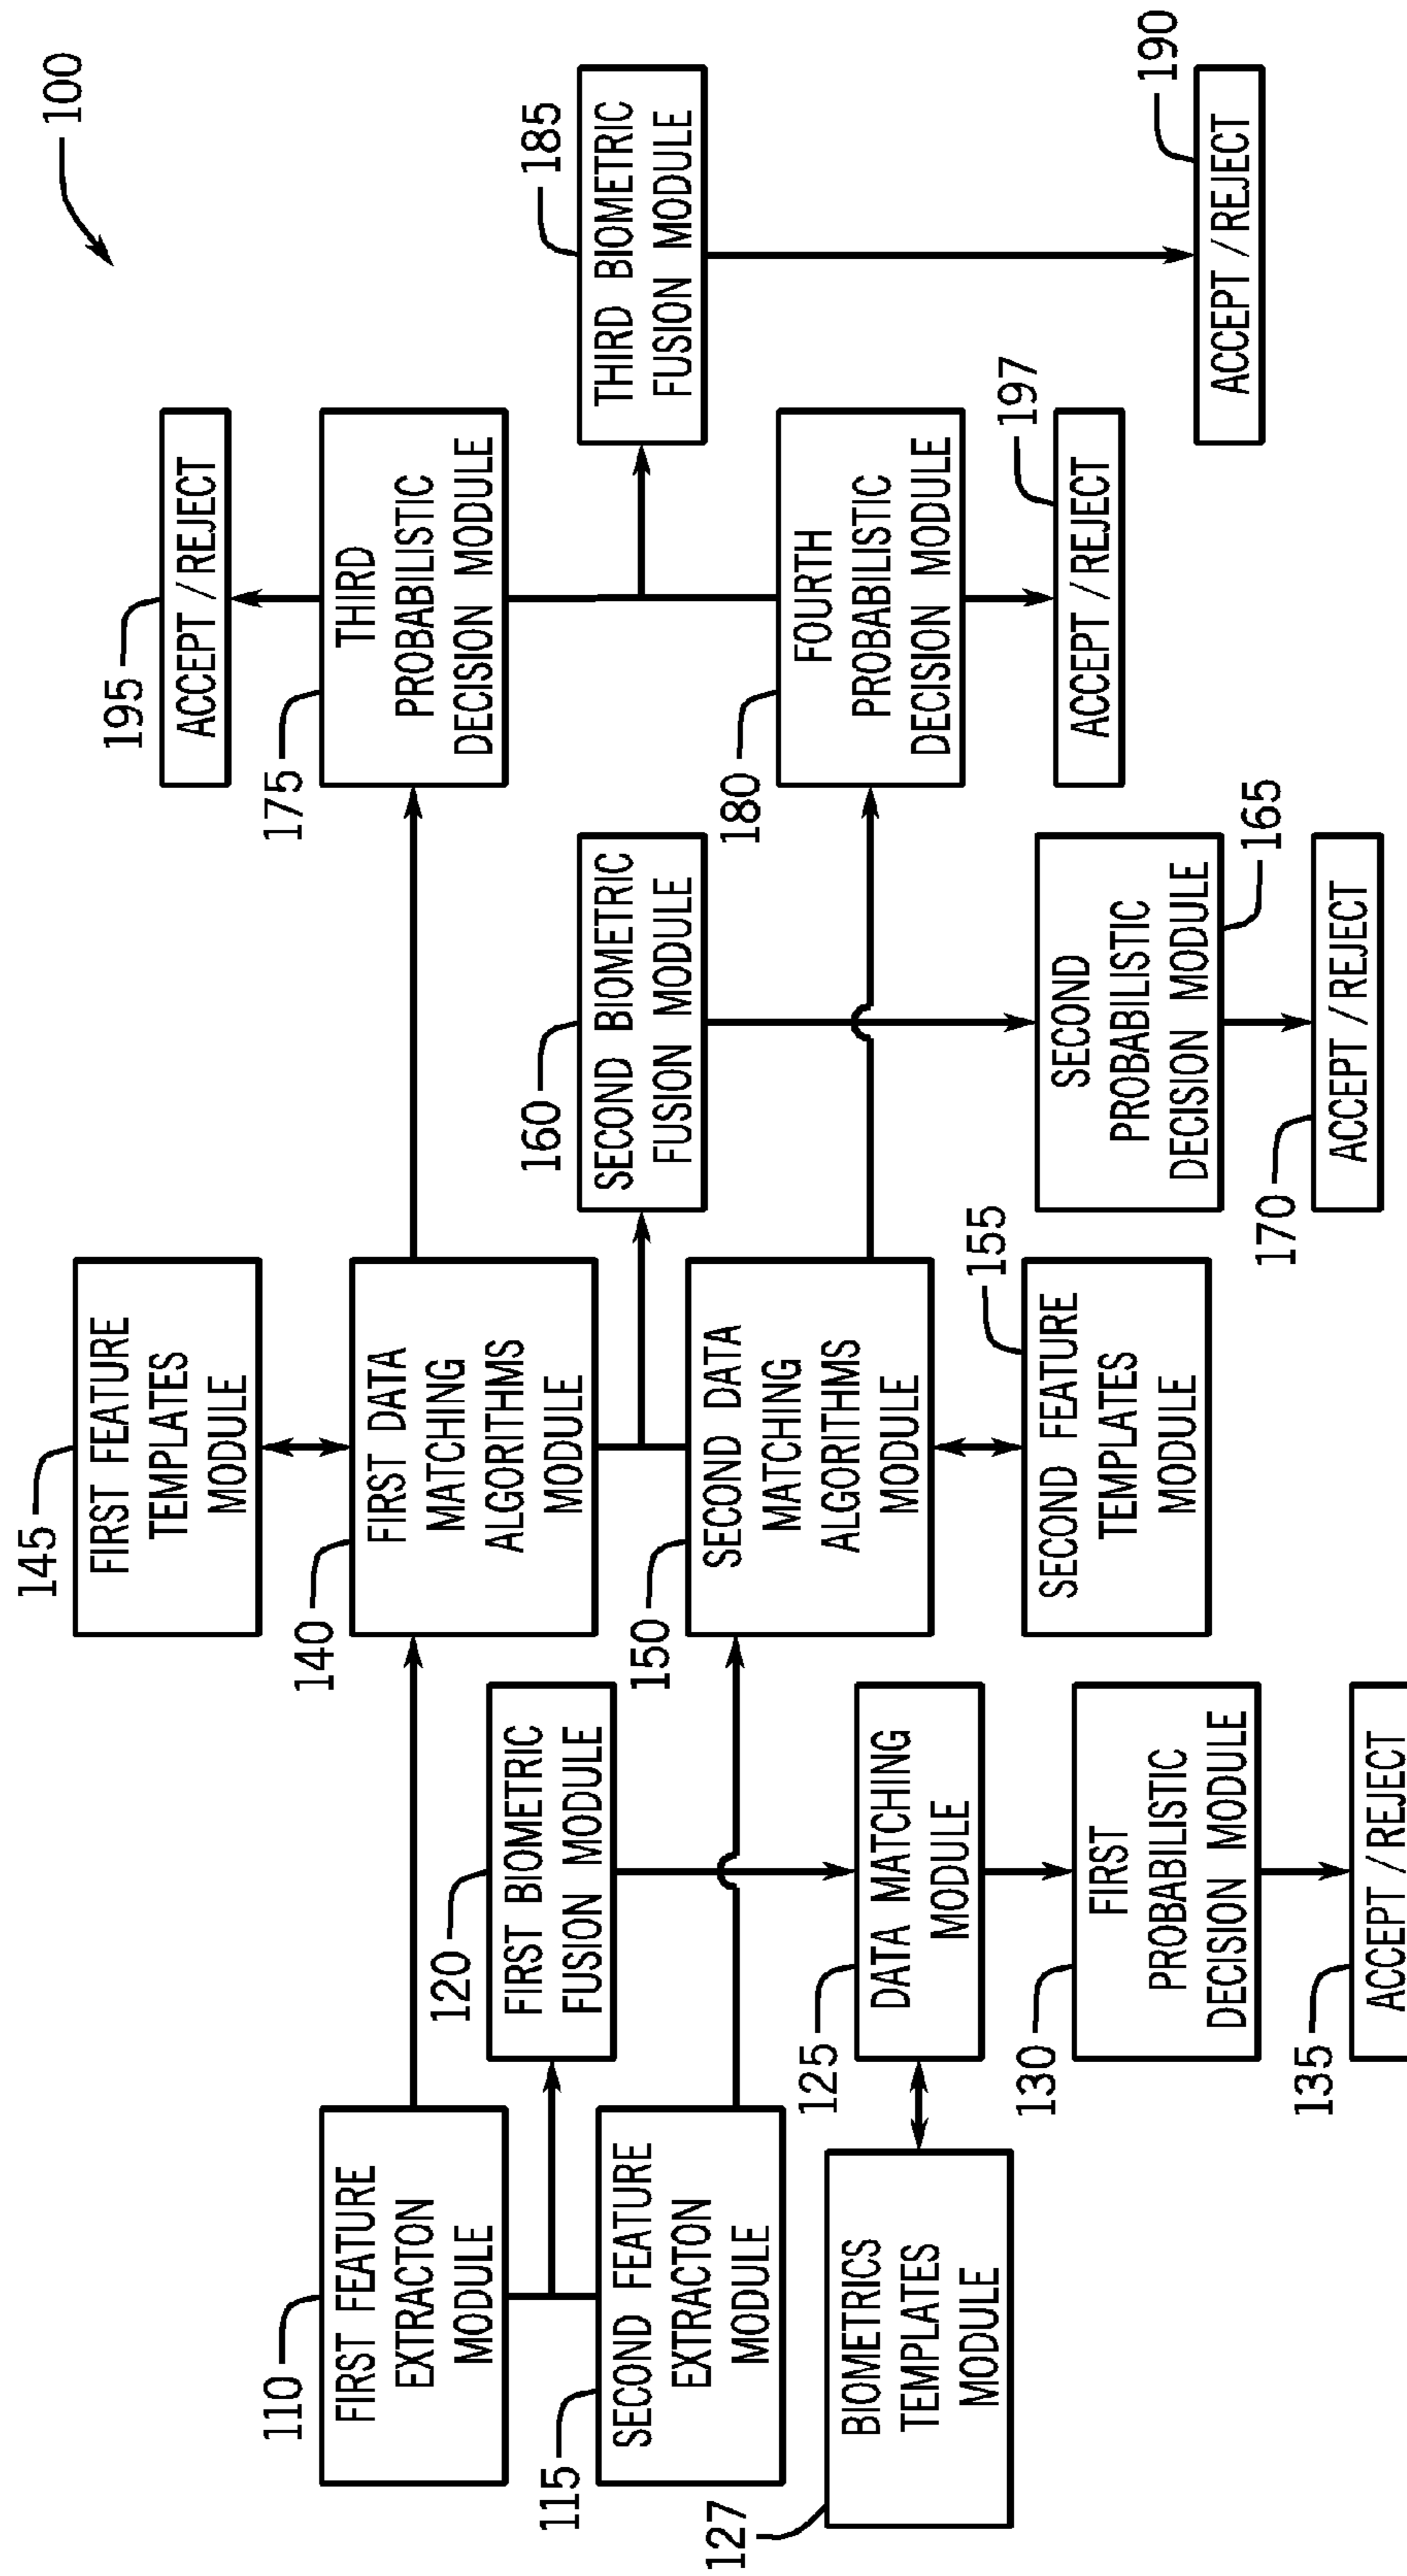 100
195
ACCEPT / REJECT
175
THIRD
PROBABILISTIC
DECISION MODULE
185
THIRD BIOMETRIC
FUSION MODULE
180
FOURTH
PROBABILISTIC
DECISION MODULE
197
ACCEPT / REJECT
190
ACCEPT / REJECT
145
FIRST FEATURE
TEMPLATES
MODULE
140
FIRST DATA
MATCHING
ALGORITHMS
MODULE
160
SECOND BIOMETRIC
FUSION MODULE
150
SECOND DATA
MATCHING
ALGORITHMS
MODULE
155
SECOND FEATURE
TEMPLATES
MODULE
165
SECOND
PROBABILISTIC
DECISION MODULE
170
ACCEPT / REJECT
110
FIRST FEATURE
EXTRACTON
MODULE
120
FIRST BIOMETRIC
FUSION MODULE
115
SECOND FEATURE
EXTRACTON
MODULE
125
DATA MATCHING
MODULE
127
BIOMETRICS
TEMPLATES
MODULE
130
FIRST
PROBABILISTIC
DECISION MODULE
135
ACCEPT / REJECT